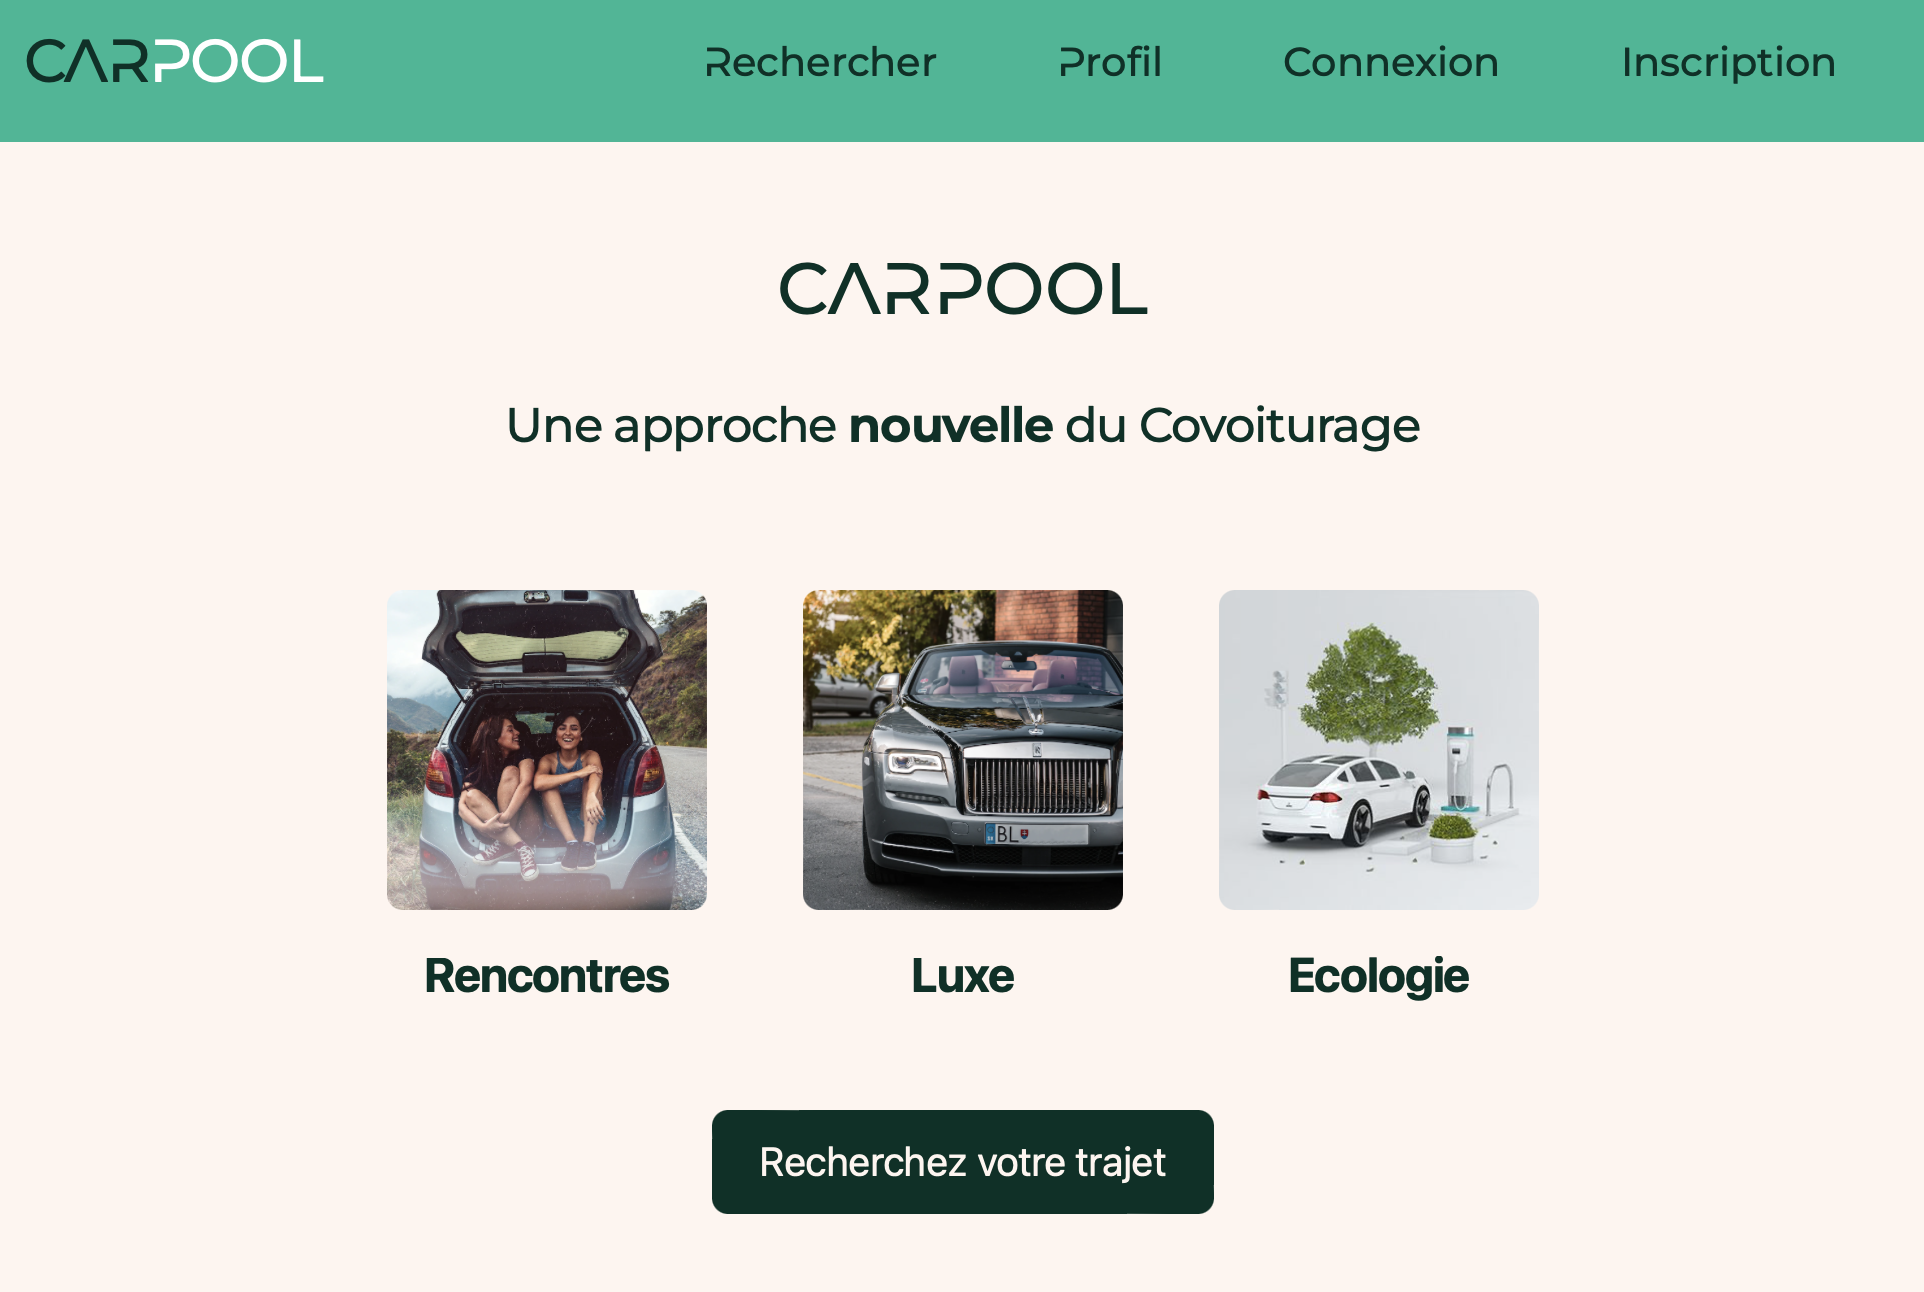 CARPOOL
Rechercher
Profil
Connexion
Inscription
CARPOOL
Une approche nouvelle du Covoiturage
BL
Rencontres
Luxe
Ecologie
Recherchez votre trajet